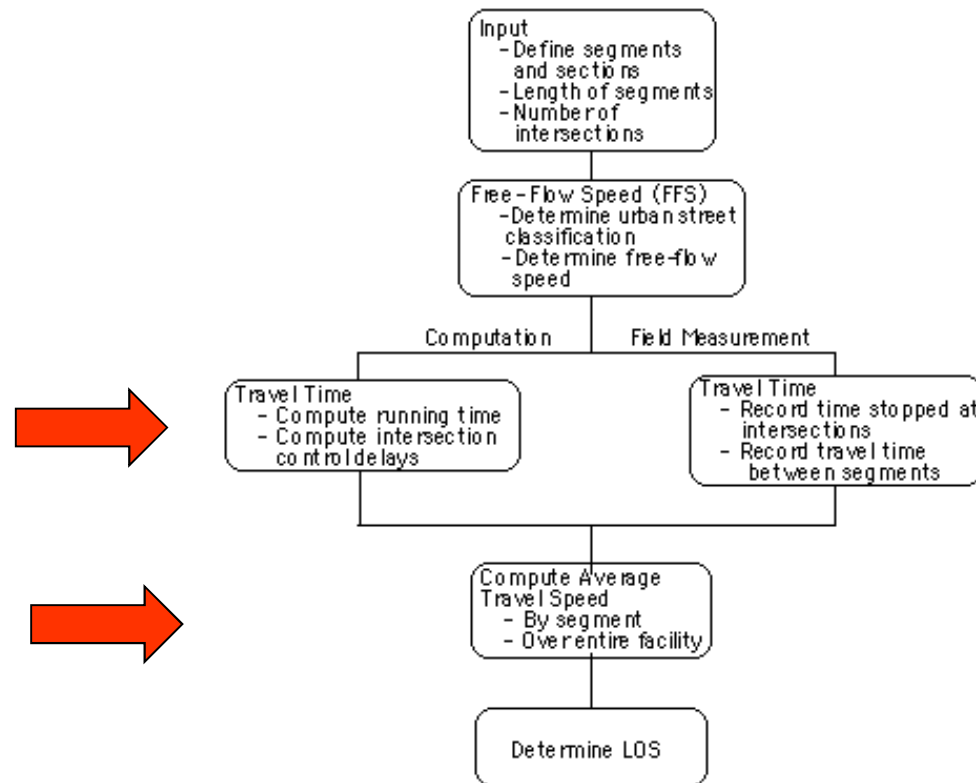 Input
- Define segments
and sections
- Length of segments
- Number of
intersections
Free-Flow Speed (FFS)
- Determine urban street
classification
- Determine free-flow
speed
Computation
Field Measurement
Travel Time
- Compute running time
- Compute intersection
control delays
Travel Time
- Record time stopped at
intersections
- Record travel time
between segments
Compute Average
Travel Speed
- By segment
- Over entire facility
Determine LOS